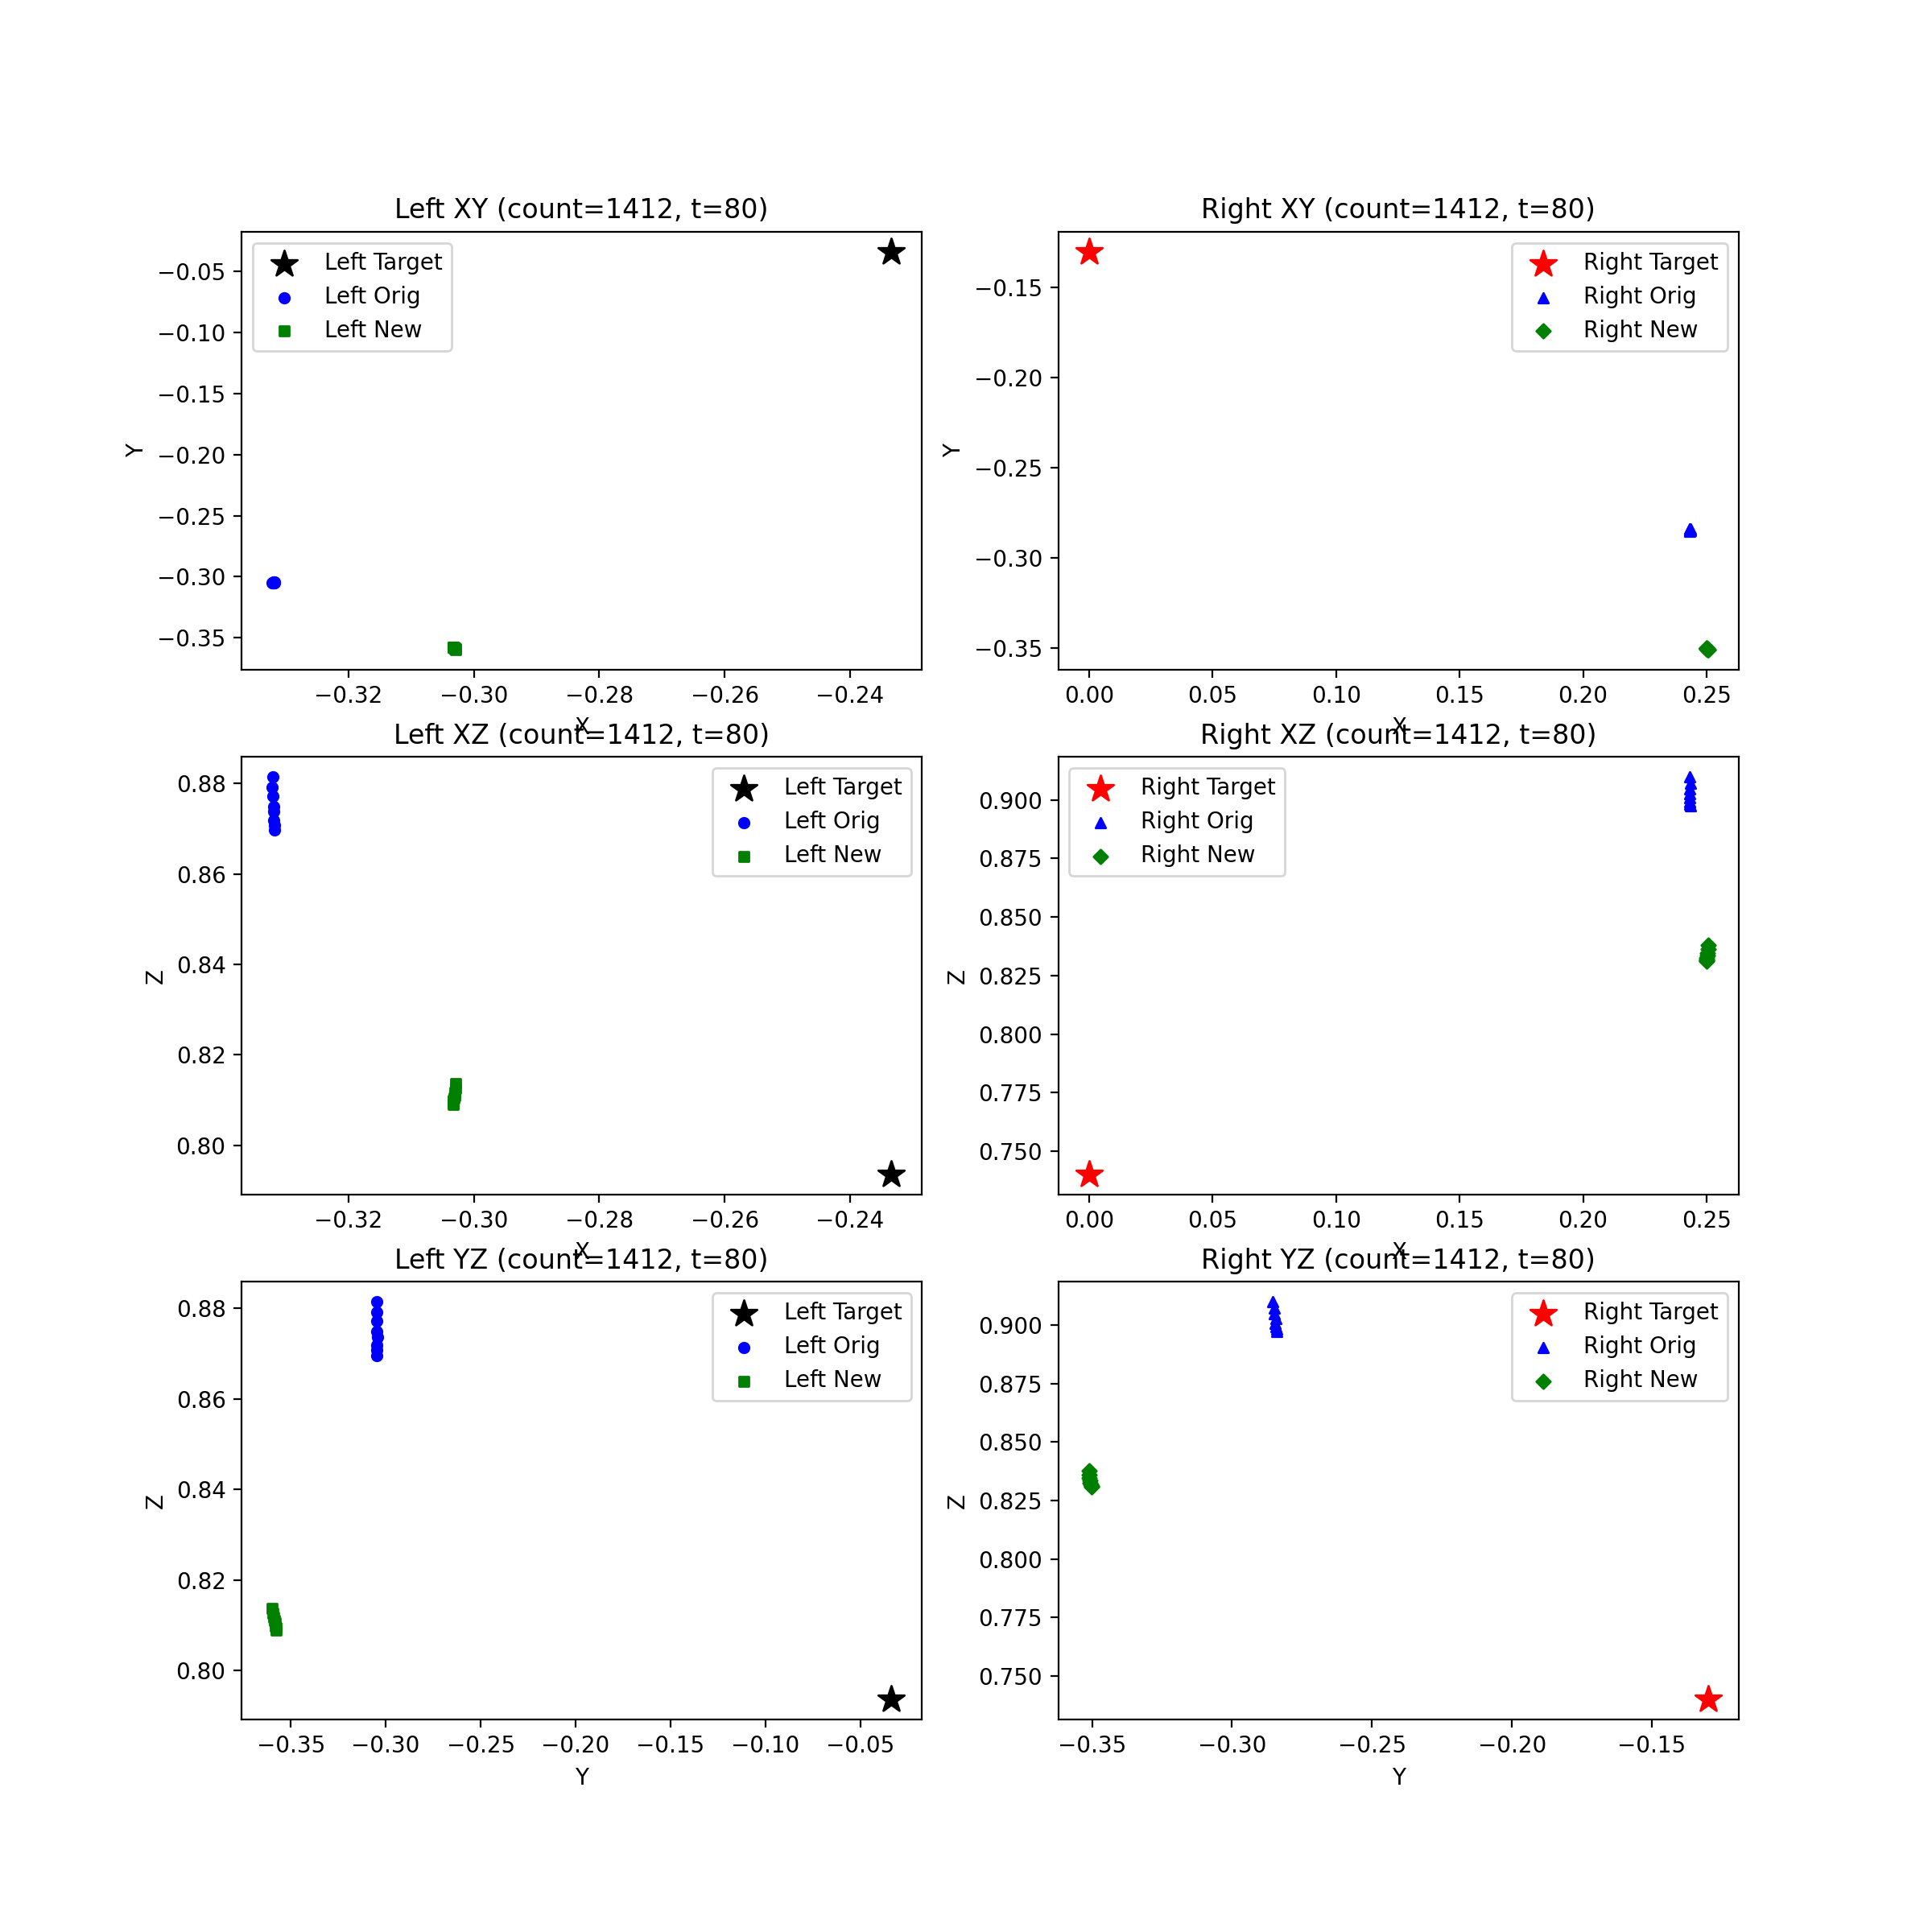 Left XY (count=1412, t=80)
Left Target
Left Orig
Left New
Y
−0.05
−0.10
−0.15
−0.20
−0.25
−0.30
−0.35
−0.32
−0.30
−0.28
−0.26
−0.24
X
Right XY (count=1412, t=80)
Right Target
Right Orig
Right New
Y
−0.15
−0.20
−0.25
−0.30
−0.35
0.00
0.05
0.10
0.15
0.20
0.25
X
Left XZ (count=1412, t=80)
Left Target
Left Orig
Left New
Z
0.88
0.86
0.84
0.82
0.80
−0.32
−0.30
−0.28
−0.26
−0.24
X
Right XZ (count=1412, t=80)
Right Target
Right Orig
Right New
Z
0.900
0.875
0.850
0.825
0.800
0.775
0.750
0.00
0.05
0.10
0.15
0.20
0.25
X
Left YZ (count=1412, t=80)
Left Target
Left Orig
Left New
Z
0.88
0.86
0.84
0.82
0.80
−0.35
−0.30
−0.25
−0.20
−0.15
−0.10
−0.05
Y
Right YZ (count=1412, t=80)
Right Target
Right Orig
Right New
Z
0.900
0.875
0.850
0.825
0.800
0.775
0.750
−0.35
−0.30
−0.25
−0.20
−0.15
Y